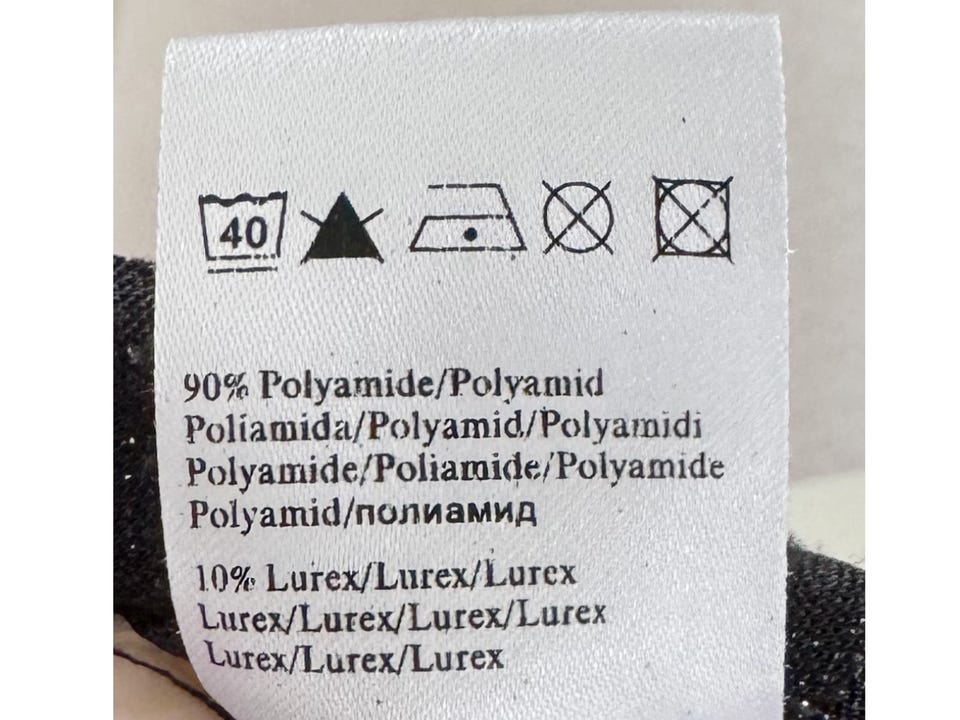 40
90% Polyamide/Polyamid
Poliamida/Polyamid/Polyamidi
Polyamide/Poliamide/Polyamide
Polyamid/полиамид
10% Lurex/Lurex/Lurex
Lurex/Lurex/Lurex/Lurex
Lurex/Lurex/Lurex